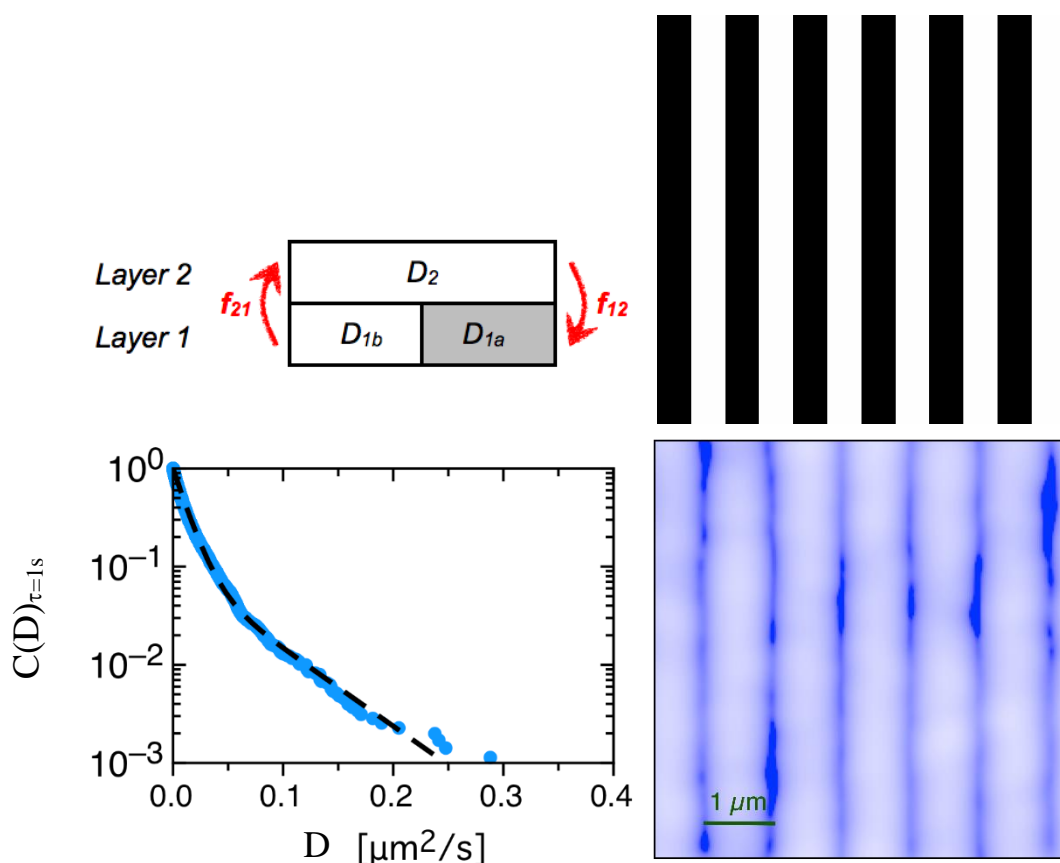 Layer 2
Layer 1
D2
D1b
D1a
f21
f12
10^0
10^–1
10^–2
10^–3
0.0
0.1
0.2
0.3
0.4
C(D)τ=1s
D [μm²/s]
1 μm